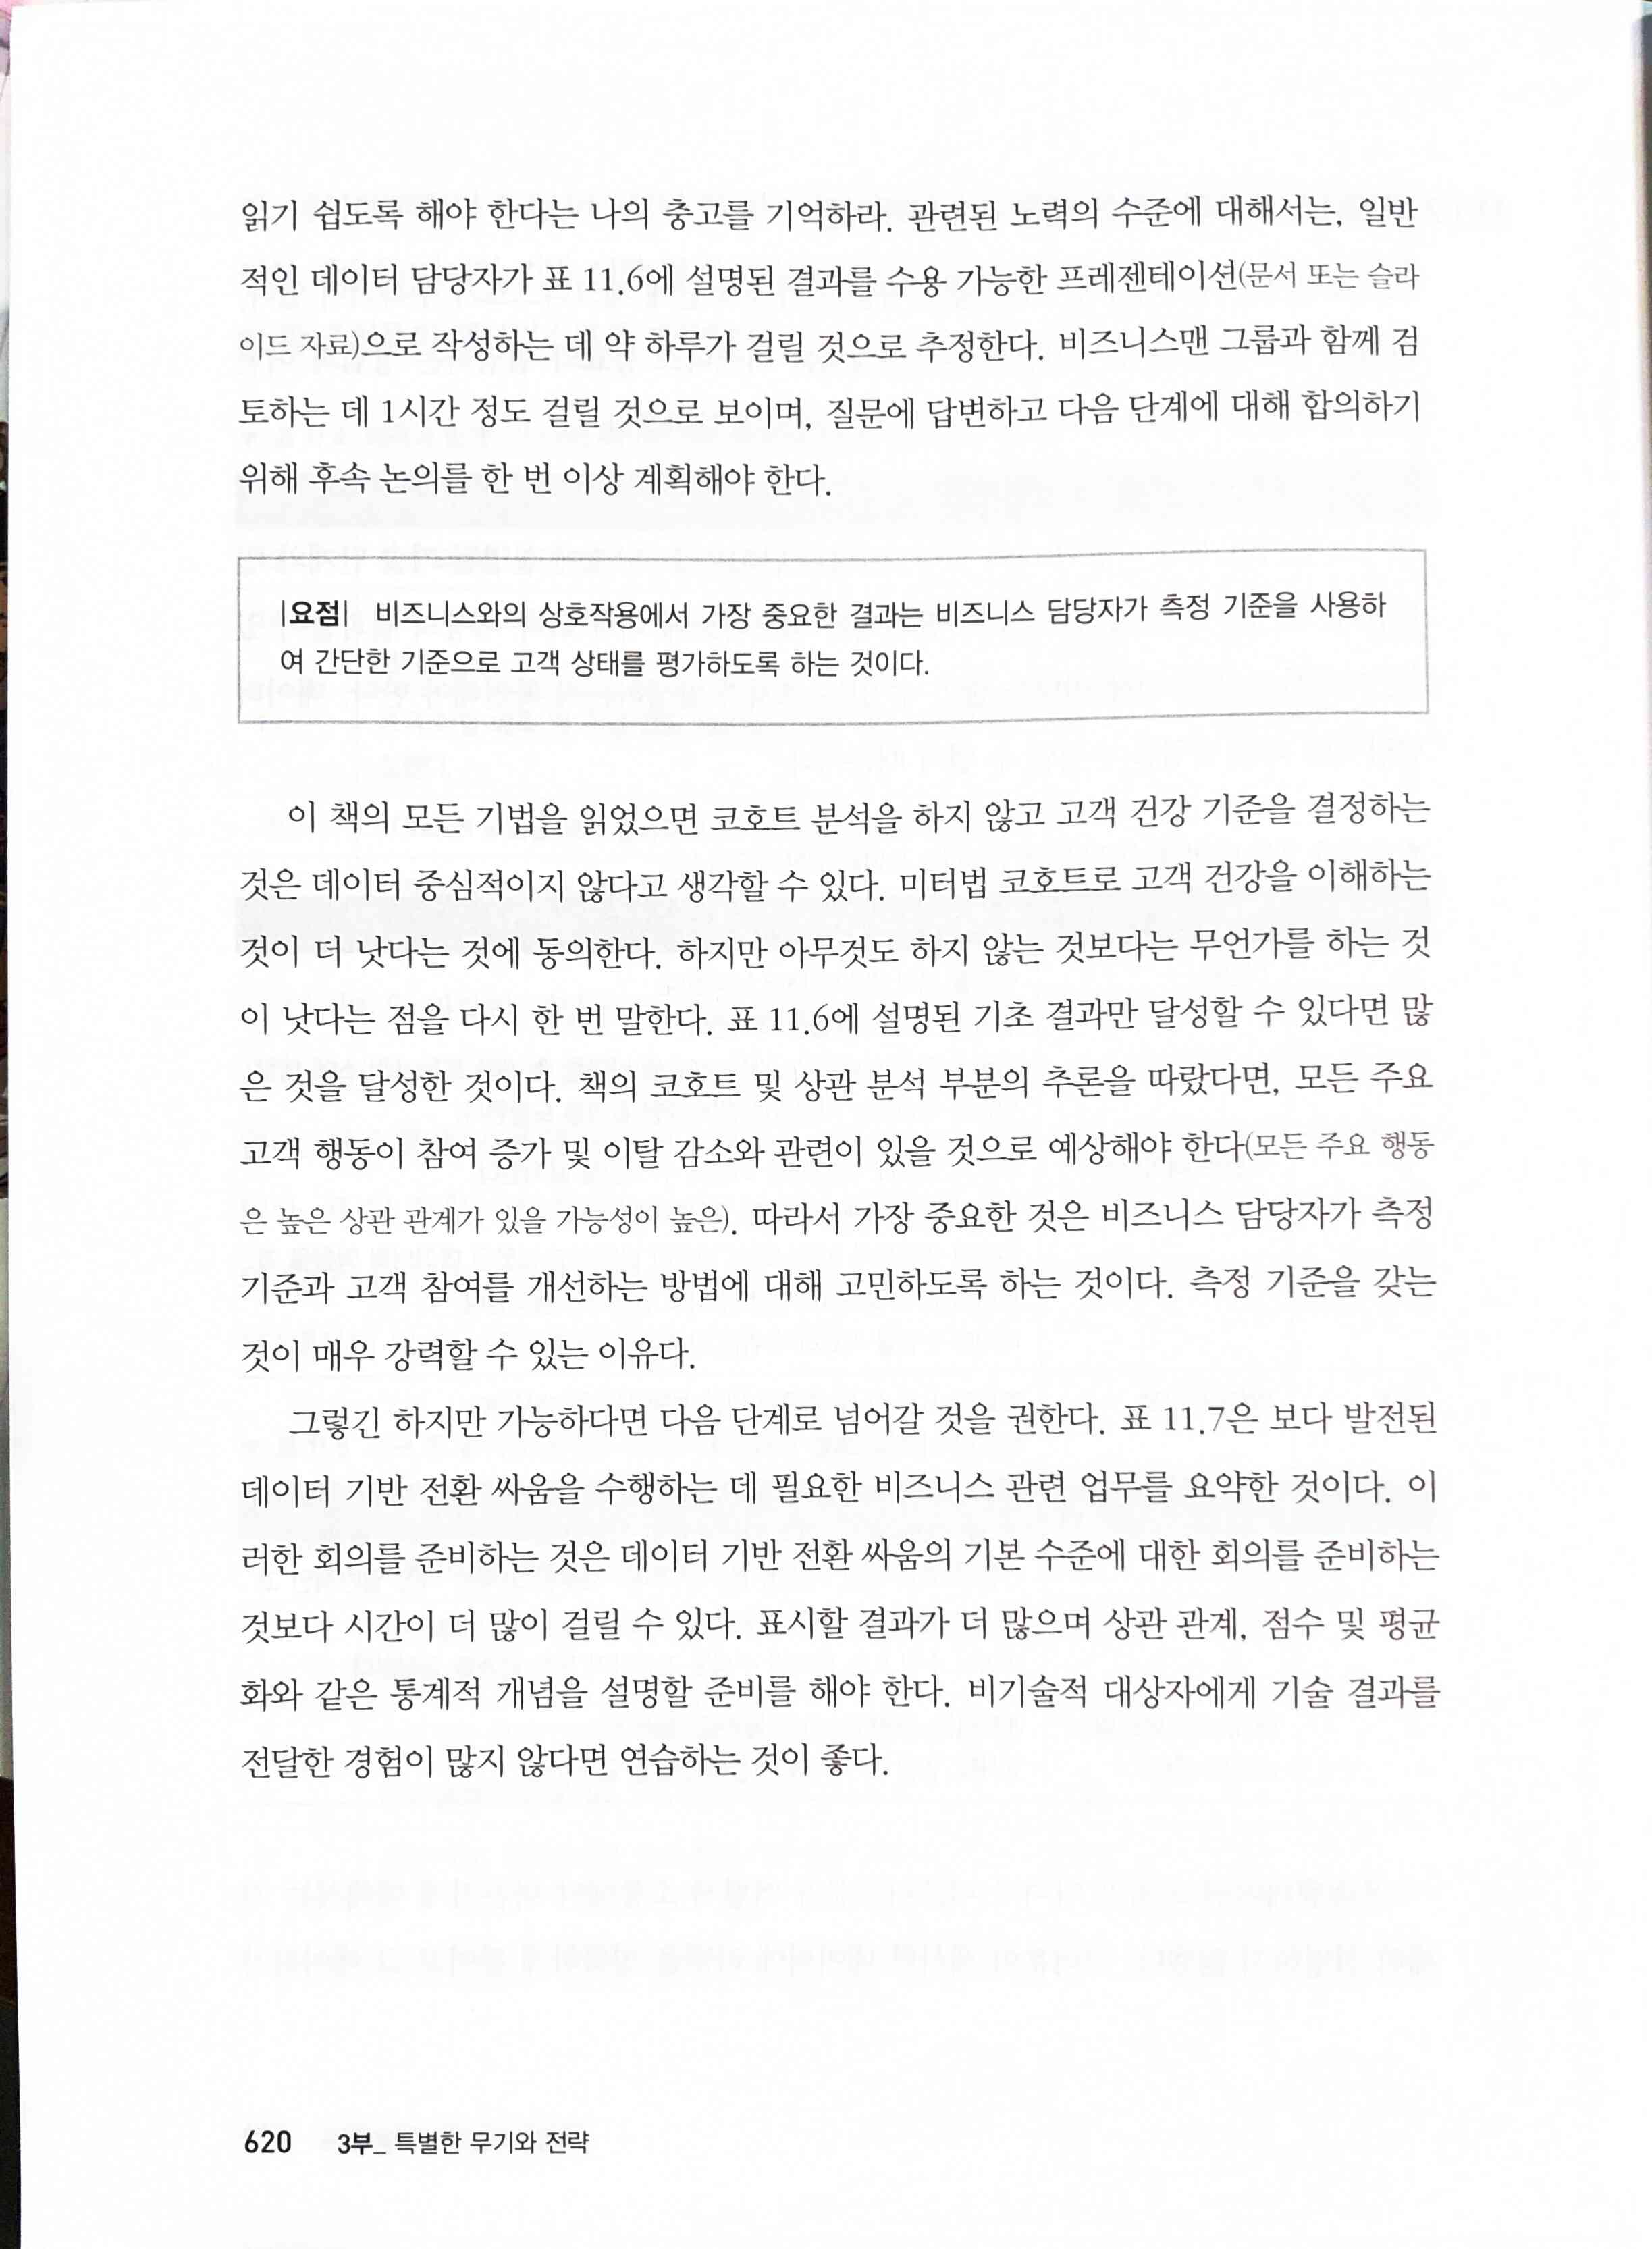 읽기 쉽도록 해야 한다는 나의 충고를 기억하라. 관련된 노력의 수준에 대해서는, 일반
적인 데이터 담당자가 표 11.6에 설명된 결과를 수용 가능한 프레젠테이션(문서 또는 슬라
이드 자료)으로 작성하는 데 약 하루가 걸릴 것으로 추정한다. 비즈니스맨 그룹과 함께 검
토하는 데 1시간 정도 걸릴 것으로 보이며, 질문에 답변하고 다음 단계에 대해 합의하기
위해 후속 논의를 한 번 이상 계획해야 한다.
|요점| 비즈니스와의 상호작용에서 가장 중요한 결과는 비즈니스 담당자가 측정 기준을 사용하
여 간단한 기준으로 고객 상태를 평가하도록 하는 것이다.
이 책의 모든 기법을 읽었으면 코호트 분석을 하지 않고 고객 건강 기준을 결정하는
것은 데이터 중심적이지 않다고 생각할 수 있다. 미터법 코호트로 고객 건강을 이해하는
것이 더 낫다는 것에 동의한다. 하지만 아무것도 하지 않는 것보다는 무언가를 하는 것
이 낫다는 점을 다시 한 번 말한다. 표 11.6에 설명된 기초 결과만 달성할 수 있다면 많
은 것을 달성한 것이다. 책의 코호트 및 상관 분석 부분의 추론을 따랐다면, 모든 주요
고객 행동이 참여 증가 및 이탈 감소와 관련이 있을 것으로 예상해야 한다(모든 주요 행동
은 높은 상관 관계가 있을 가능성이 높은). 따라서 가장 중요한 것은 비즈니스 담당자가 측정
기준과 고객 참여를 개선하는 방법에 대해 고민하도록 하는 것이다. 측정 기준을 갖는
것이 매우 강력할 수 있는 이유다.
그렇긴 하지만 가능하다면 다음 단계로 넘어갈 것을 권한다. 표 11.7은 보다 발전된
데이터 기반 전환 싸움을 수행하는 데 필요한 비즈니스 관련 업무를 요약한 것이다. 이
러한 회의를 준비하는 것은 데이터 기반 전환 싸움의 기본 수준에 대한 회의를 준비하는
것보다 시간이 더 많이 걸릴 수 있다. 표시할 결과가 더 많으며 상관 관계, 점수 및 평균
화와 같은 통계적 개념을 설명할 준비를 해야 한다. 비기술적 대상자에게 기술 결과를
전달한 경험이 많지 않다면 연습하는 것이 좋다.
620 3부_ 특별한 무기와 전략